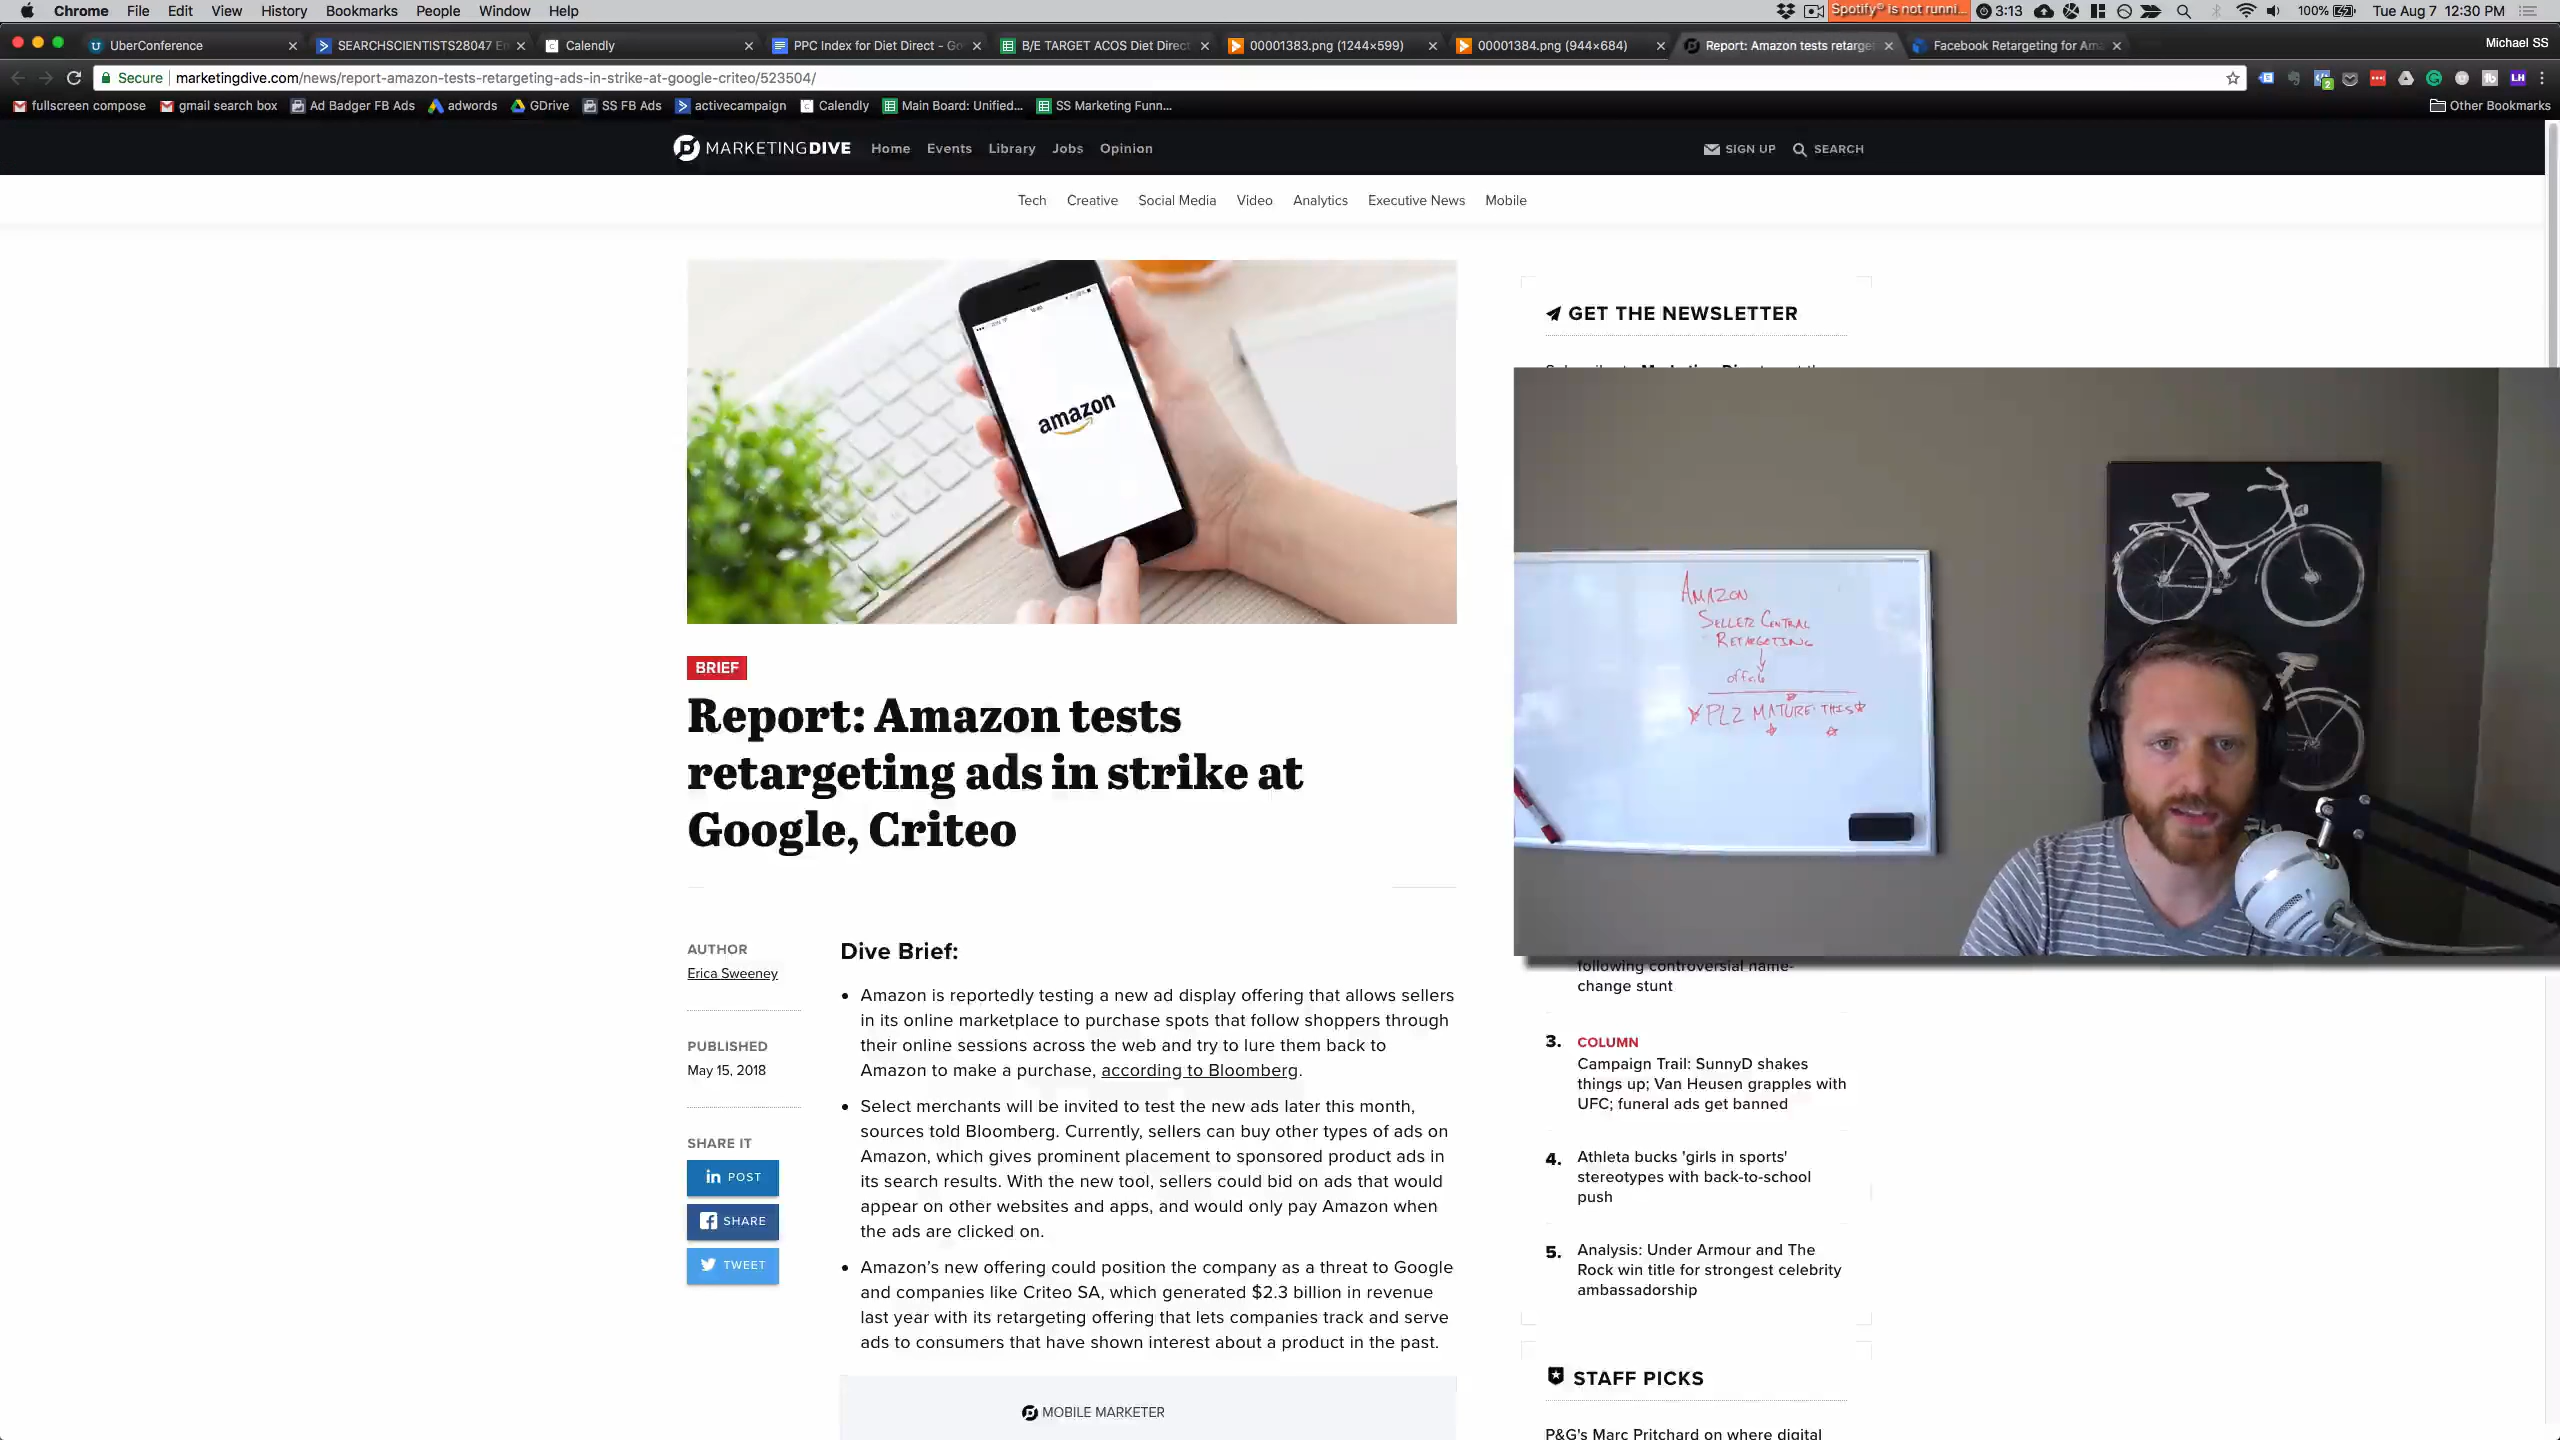 Chrome File Edit View History Bookmarks People Window Help
Spotify® is not runni... 3:13 100% Tue Aug 7 12:30 PM
UberConference
SEARCHSCIENTISTS28047
Calendly
PPC Index for Diet Direct - Go
B/E TARGET ACOS Diet Direct
00001383.png (1244×599)
00001384.png (944×684)
Report: Amazon tests retarge
Facebook Retargeting for Am
Michael SS
Secure marketingdive.com/news/report-amazon-tests-retargeting-ads-in-strike-at-google-criteo/523504/
fullscreen compose gmail search box Ad Badger FB Ads adwords GDrive SS FB Ads activecampaign Calendly Main Board: Unified... SS Marketing Funn... Other Bookmarks
MARKETINGDIVE Home Events Library Jobs Opinion SIGN UP SEARCH
Tech Creative Social Media Video Analytics Executive News Mobile
amazon
BRIEF
Report: Amazon tests
retargeting ads in strike at
Google, Criteo
AUTHOR
Erica Sweeney
PUBLISHED
May 15, 2018
SHARE IT
in POST
SHARE
TWEET
Dive Brief:
• Amazon is reportedly testing a new ad display offering that allows sellers
in its online marketplace to purchase spots that follow shoppers through
their online sessions across the web and try to lure them back to
Amazon to make a purchase, according to Bloomberg.
• Select merchants will be invited to test the new ads later this month,
sources told Bloomberg. Currently, sellers can buy other types of ads on
Amazon, which gives prominent placement to sponsored product ads in
its search results. With the new tool, sellers could bid on ads that would
appear on other websites and apps, and would only pay Amazon when
the ads are clicked on.
• Amazon's new offering could position the company as a threat to Google
and companies like Criteo SA, which generated $2.3 billion in revenue
last year with its retargeting offering that lets companies track and serve
ads to consumers that have shown interest about a product in the past.
MOBILE MARKETER
GET THE NEWSLETTER
AMAZON
SELLER CENTRAL
RETARGETING
PLZ MATURE THIS
following controversial name-
change stunt
3. COLUMN
Campaign Trail: SunnyD shakes
things up; Van Heusen grapples with
UFC; funeral ads get banned
4. Athleta bucks 'girls in sports'
stereotypes with back-to-school
push
5. Analysis: Under Armour and The
Rock win title for strongest celebrity
ambassadorship
STAFF PICKS
P&G's Marc Pritchard on where digital